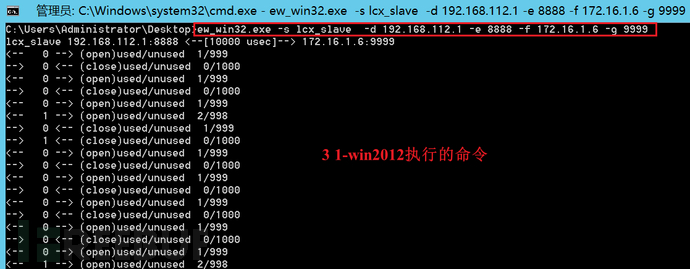 管理员: C:\Windows\system32\cmd.exe - ew_win32.exe -s lcx_slave -d 192.168.112.1 -e 8888 -f 172.16.1.6 -g 9999
C:\Users\Administrator\Desktop>ew_win32.exe -s lcx_slave -d 192.168.112.1 -e 8888 -f 172.16.1.6 -g 9999
lcx_slave 192.168.112.1:8888 <--[10000 usec]--> 172.16.1.6:9999
<-- 0 --> (open)used/unused 1/999
--> 0 <-- (close)used/unused 0/1000
<-- 0 --> (open)used/unused 1/999
--> 0 <-- (close)used/unused 0/1000
<-- 0 --> (open)used/unused 1/999
<-- 1 --> (open)used/unused 2/998
--> 0 <-- (close)used/unused 1/999
--> 1 <-- (close)used/unused 0/1000
<-- 0 --> (open)used/unused 1/999
3 1-win2012执行的命令
--> 0 <-- (close)used/unused 0/1000
<-- 0 --> (open)used/unused 1/999
--> 0 <-- (close)used/unused 0/1000
<-- 0 --> (open)used/unused 1/999
--> 0 <-- (close)used/unused 0/1000
<-- 0 --> (open)used/unused 1/999
--> 0 <-- (close)used/unused 0/1000
<-- 0 --> (open)used/unused 1/999
<-- 1 --> (open)used/unused 2/998